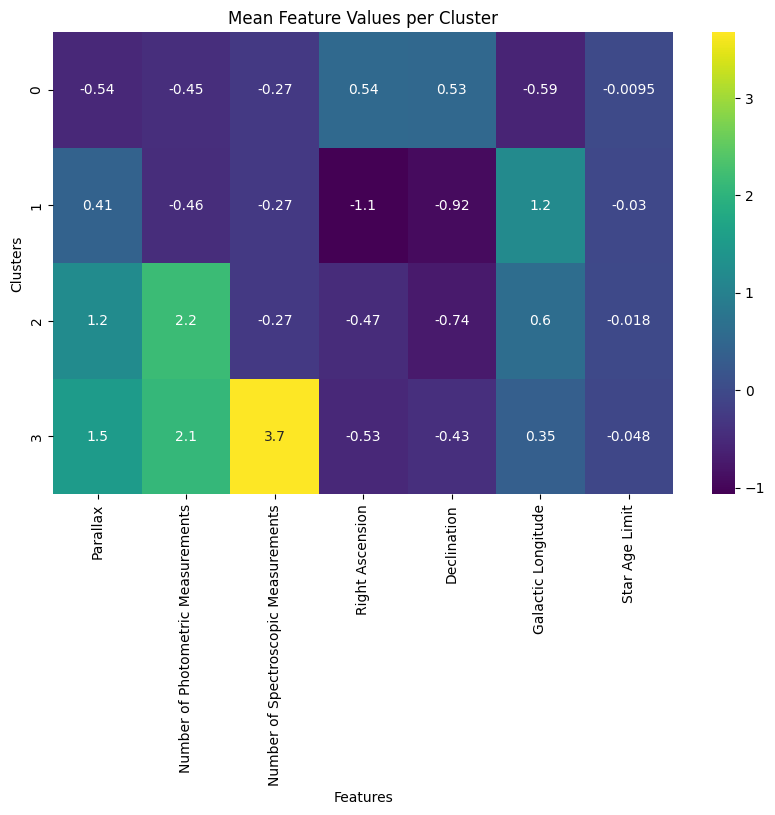 Mean Feature Values per Cluster
0 -0.54 -0.45 -0.27 0.54 0.53 -0.59 -0.0095
1 0.41 -0.46 -0.27 -1.1 -0.92 1.2 -0.03
2 1.2 2.2 -0.27 -0.47 -0.74 0.6 -0.018
3 1.5 2.1 3.7 -0.53 -0.43 0.35 -0.048
Clusters
Parallax
Number of Photometric Measurements
Number of Spectroscopic Measurements
Right Ascension
Declination
Galactic Longitude
Star Age Limit
Features
3
2
1
0
−1